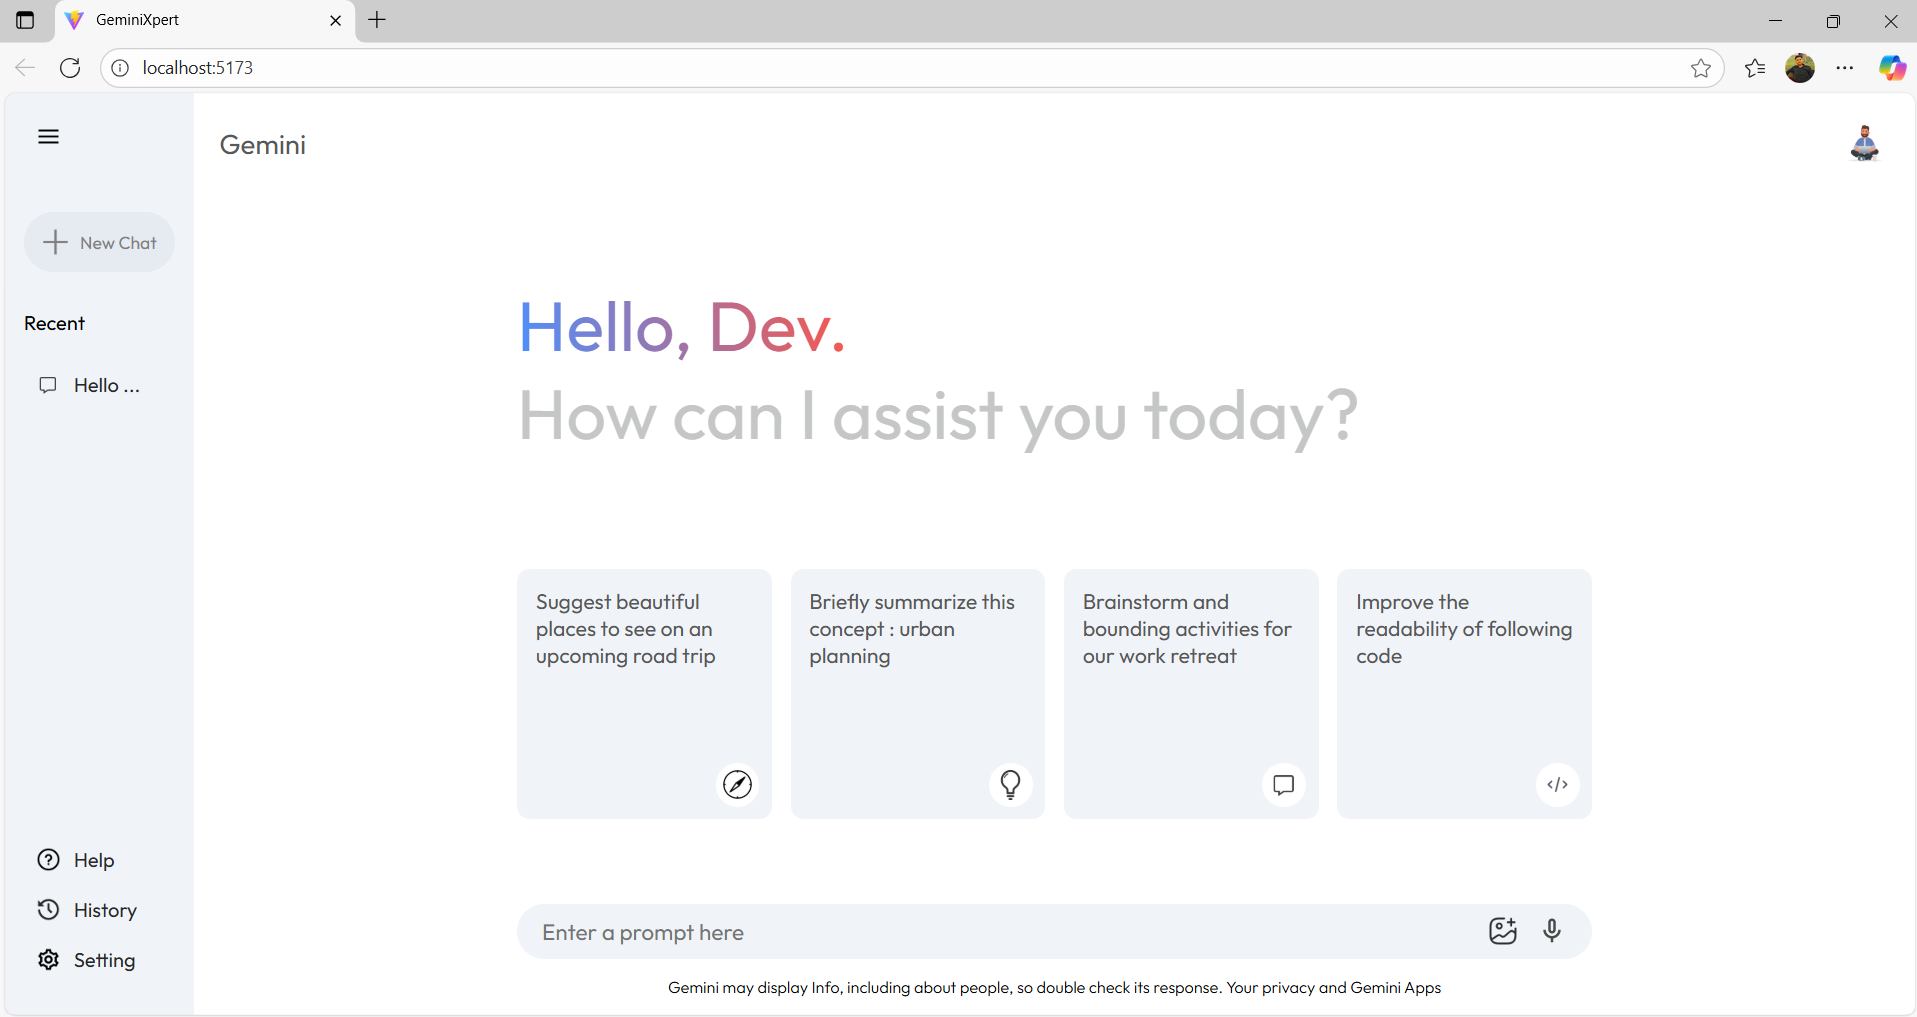 GeminiXpert
localhost:5173
Gemini
New Chat
Recent
Hello ...
Hello, Dev.
How can I assist you today?
Suggest beautiful
places to see on an
upcoming road trip
Briefly summarize this
concept : urban
planning
Brainstorm and
bounding activities for
our work retreat
Improve the
readability of following
code
Help
History
Setting
Enter a prompt here
Gemini may display Info, including about people, so double check its response. Your privacy and Gemini Apps